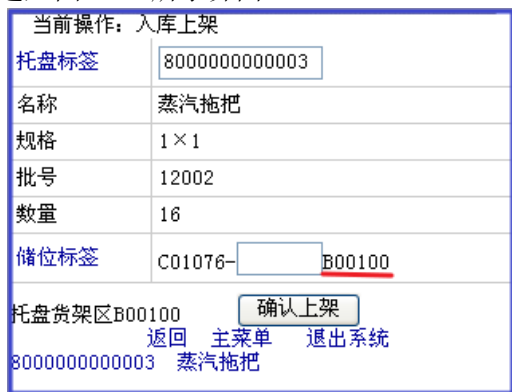 当前操作：入库上架
托盘标签 8000000000003
名称 蒸汽拖把
规格 1×1
批号 12002
数量 16
储位标签 C01076- B00100
托盘货架区B00100 确认上架
返回 主菜单 退出系统
8000000000003 蒸汽拖把